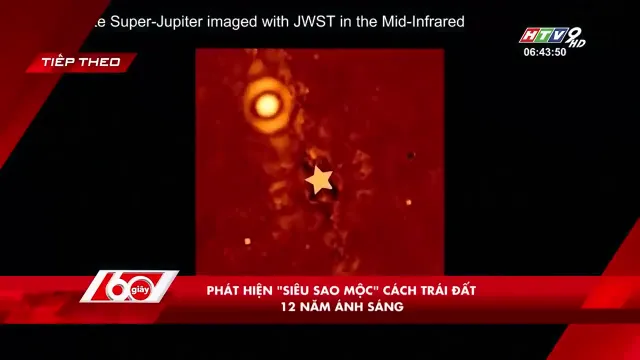 e Super-Jupiter imaged with JWST in the Mid-Infrared
HTV9 HD
06:43:50
TIẾP THEO
60 giây
PHÁT HIỆN "SIÊU SAO MỘC" CÁCH TRÁI ĐẤT
12 NĂM ÁNH SÁNG